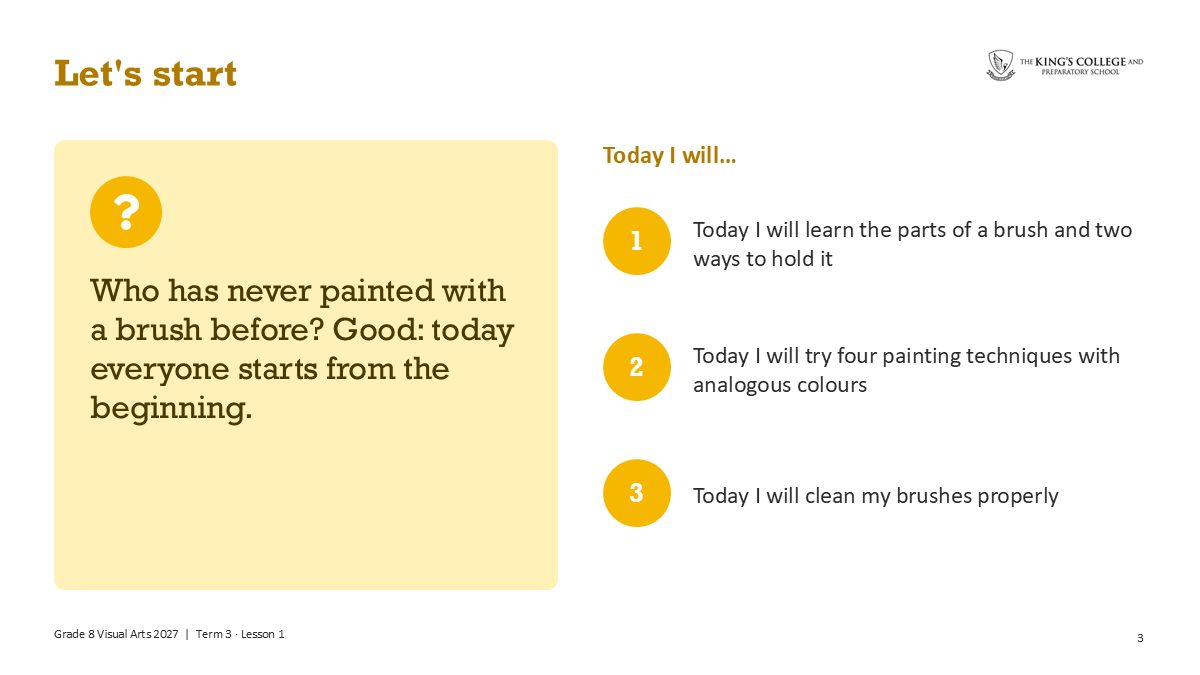 Let's start
THE KING'S COLLEGE AND
PREPARATORY SCHOOL
?
Who has never painted with
a brush before? Good: today
everyone starts from the
beginning.
Today I will...
1
Today I will learn the parts of a brush and two
ways to hold it
2
Today I will try four painting techniques with
analogous colours
3
Today I will clean my brushes properly
Grade 8 Visual Arts 2027 | Term 3 · Lesson 1
3